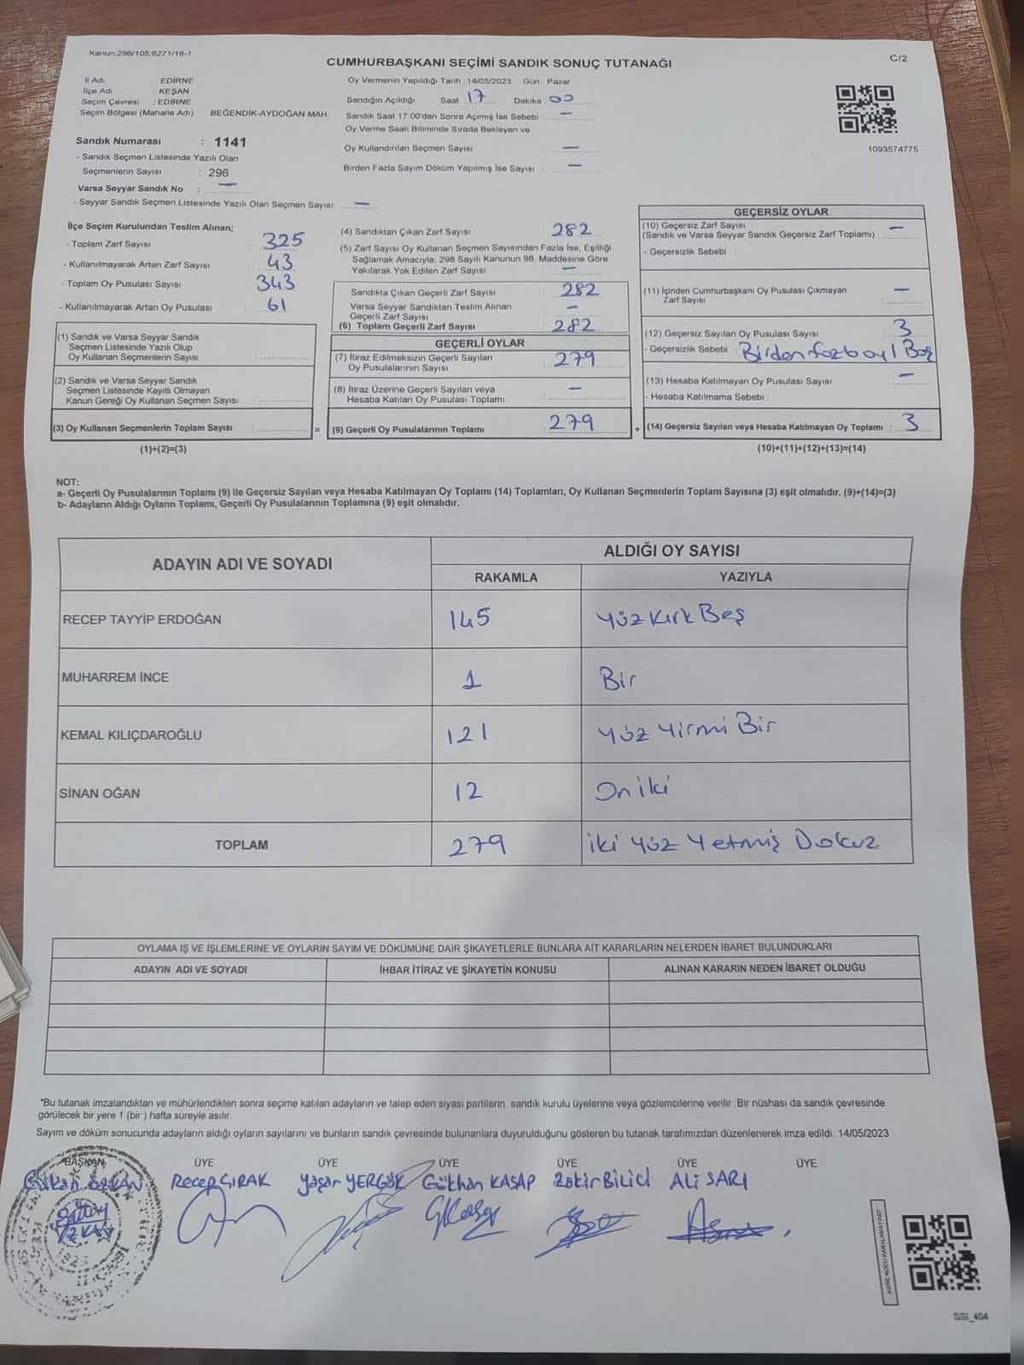 Kanun:298/105;6271/16-1
CUMHURBAŞKANI SEÇİMİ SANDIK SONUÇ TUTANAĞI
C/2
İl Adı : EDİRNE
İlçe Adı : KEŞAN
Seçim Çevresi : EDİRNE
Seçim Bölgesi (Mahalle Adı) BEĞENDİK-AYDOĞAN MAH.
Sandık Numarası : 1141
- Sandık Seçmen Listesinde Yazılı Olan
Seçmenlerin Sayısı : 296
Varsa Seyyar Sandık No : —
- Seyyar Sandık Seçmen Listesinde Yazılı Olan Seçmen Sayısı —
Oy Vermenin Yapıldığı Tarih : 14/05/2023 Gün : Pazar
Sandığın Açıldığı Saat 17 Dakika 00
Sandık Saat 17:00'den Sonra Açılmış İse Sebebi —
Oy Verme Saati Bitiminde Sırada Bekleyen ve
Oy Kullandırılan Seçmen Sayısı —
Birden Fazla Sayım Döküm Yapılmış İse Sayısı —
1093574775
İlçe Seçim Kurulundan Teslim Alınan;
- Toplam Zarf Sayısı 325
- Kullanılmayarak Artan Zarf Sayısı 43
- Toplam Oy Pusulası Sayısı 343
- Kullanılmayarak Artan Oy Pusulası 61
(1) Sandık ve Varsa Seyyar Sandık
Seçmen Listesinde Yazılı Olup
Oy Kullanan Seçmenlerin Sayısı
(2) Sandık ve Varsa Seyyar Sandık
Seçmen Listesinde Kayıtlı Olmayan
Kanun Gereği Oy Kullanan Seçmen Sayısı
(3) Oy Kullanan Seçmenlerin Toplam Sayısı =
(1)+(2)=(3)
(4) Sandıktan Çıkan Zarf Sayısı 282
(5) Zarf Sayısı Oy Kullanan Seçmen Sayısından Fazla İse, Eşitliği
Sağlamak Amacıyla, 298 Sayılı Kanunun 98. Maddesine Göre
Yakılarak Yok Edilen Zarf Sayısı —
Sandıkta Çıkan Geçerli Zarf Sayısı 282
Varsa Seyyar Sandıktan Teslim Alınan
Geçerli Zarf Sayısı —
(6) Toplam Geçerli Zarf Sayısı 282
GEÇERLİ OYLAR
(7) İtiraz Edilmeksizin Geçerli Sayılan
Oy Pusulalarının Sayısı 279
(8) İtiraz Üzerine Geçerli Sayılan veya
Hesaba Katılan Oy Pusulası Toplamı —
(9) Geçerli Oy Pusulalarının Toplamı 279 +
GEÇERSİZ OYLAR
(10) Geçersiz Zarf Sayısı
(Sandık ve Varsa Seyyar Sandık Geçersiz Zarf Toplamı) —
- Geçersizlik Sebebi :
(11) İçinden Cumhurbaşkanı Oy Pusulası Çıkmayan
Zarf Sayısı —
(12) Geçersiz Sayılan Oy Pusulası Sayısı 3
- Geçersizlik Sebebi : Birden fazla oy / Boş
(13) Hesaba Katılmayan Oy Pusulası Sayısı —
- Hesaba Katılmama Sebebi :
(14) Geçersiz Sayılan veya Hesaba Katılmayan Oy Toplamı : 3
(10)+(11)+(12)+(13)=(14)
NOT:
a- Geçerli Oy Pusulalarının Toplamı (9) ile Geçersiz Sayılan veya Hesaba Katılmayan Oy Toplamı (14) Toplamları, Oy Kullanan Seçmenlerin Toplam Sayısına (3) eşit olmalıdır. (9)+(14)=(3)
b- Adayların Aldığı Oyların Toplamı, Geçerli Oy Pusulalarının Toplamına (9) eşit olmalıdır.
ADAYIN ADI VE SOYADI ALDIĞI OY SAYISI
RAKAMLA YAZIYLA
RECEP TAYYİP ERDOĞAN 145 Yüz Kırk Beş
MUHARREM İNCE 1 Bir
KEMAL KILIÇDAROĞLU 121 Yüz Yirmi Bir
SİNAN OĞAN 12 On iki
TOPLAM 279 iki Yüz Yetmiş Dokuz
OYLAMA İŞ VE İŞLEMLERİNE VE OYLARIN SAYIM VE DÖKÜMÜNE DAİR ŞİKAYETLERLE BUNLARA AİT KARARLARIN NELERDEN İBARET BULUNDUKLARI
ADAYIN ADI VE SOYADI İHBAR İTİRAZ VE ŞİKAYETİN KONUSU ALINAN KARARIN NEDEN İBARET OLDUĞU
"Bu tutanak imzalandıktan ve mühürlendikten sonra seçime katılan adayların ve talep eden siyasi partilerin, sandık kurulu üyelerine veya gözlemcilerine verilir. Bir nüshası da sandık çevresinde
görülecek bir yere 1 (bir ) hafta süreyle asılır.
Sayım ve döküm sonucunda adayların aldığı oyların sayılarını ve bunların sandık çevresinde bulunanlara duyurulduğunu gösteren bu tutanak tarafımızdan düzenlenerek imza edildi. 14/05/2023
BAŞKAN ÜYE ÜYE ÜYE ÜYE ÜYE ÜYE
ÖZKAN Recep ÇIRAK Yaşar YERGÖK Gökhan KASAP Zakir Bilici Ali SARI
SSI_404